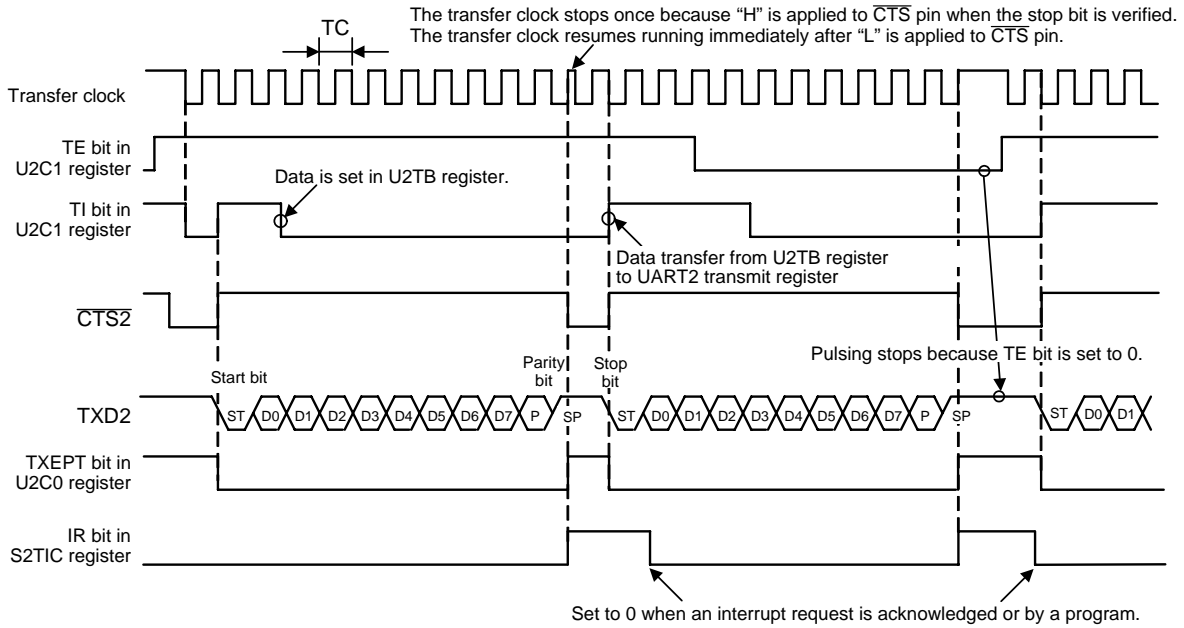 The transfer clock stops once because “H” is applied to CTS pin when the stop bit is verified.
The transfer clock resumes running immediately after “L” is applied to CTS pin.
TC
Transfer clock
TE bit in
U2C1 register
Data is set in U2TB register.
TI bit in
U2C1 register
Data transfer from U2TB register
to UART2 transmit register
CTS2
Pulsing stops because TE bit is set to 0.
Start bit
Parity
bit
Stop
bit
TXD2
ST D0 D1 D2 D3 D4 D5 D6 D7 P SP ST D0 D1 D2 D3 D4 D5 D6 D7 P SP ST D0 D1
TXEPT bit in
U2C0 register
IR bit in
S2TIC register
Set to 0 when an interrupt request is acknowledged or by a program.